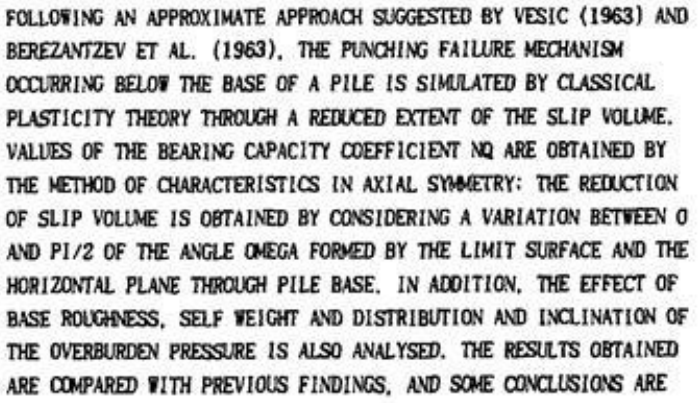 FOLLOWING AN APPROXIMATE APPROACH SUGGESTED BY VESIC (1963) AND
BEREZANTZEV ET AL. (1963), THE PUNCHING FAILURE MECHANISM
OCCURRING BELOW THE BASE OF A PILE IS SIMULATED BY CLASSICAL
PLASTICITY THEORY THROUGH A REDUCED EXTENT OF THE SLIP VOLUME.
VALUES OF THE BEARING CAPACITY COEFFICIENT NQ ARE OBTAINED BY
THE METHOD OF CHARACTERISTICS IN AXIAL SYMMETRY; THE REDUCTION
OF SLIP VOLUME IS OBTAINED BY CONSIDERING A VARIATION BETWEEN O
AND PI/2 OF THE ANGLE OMEGA FORMED BY THE LIMIT SURFACE AND THE
HORIZONTAL PLANE THROUGH PILE BASE. IN ADDITION, THE EFFECT OF
BASE ROUGHNESS, SELF WEIGHT AND DISTRIBUTION AND INCLINATION OF
THE OVERBURDEN PRESSURE IS ALSO ANALYSED. THE RESULTS OBTAINED
ARE COMPARED WITH PREVIOUS FINDINGS, AND SOME CONCLUSIONS ARE